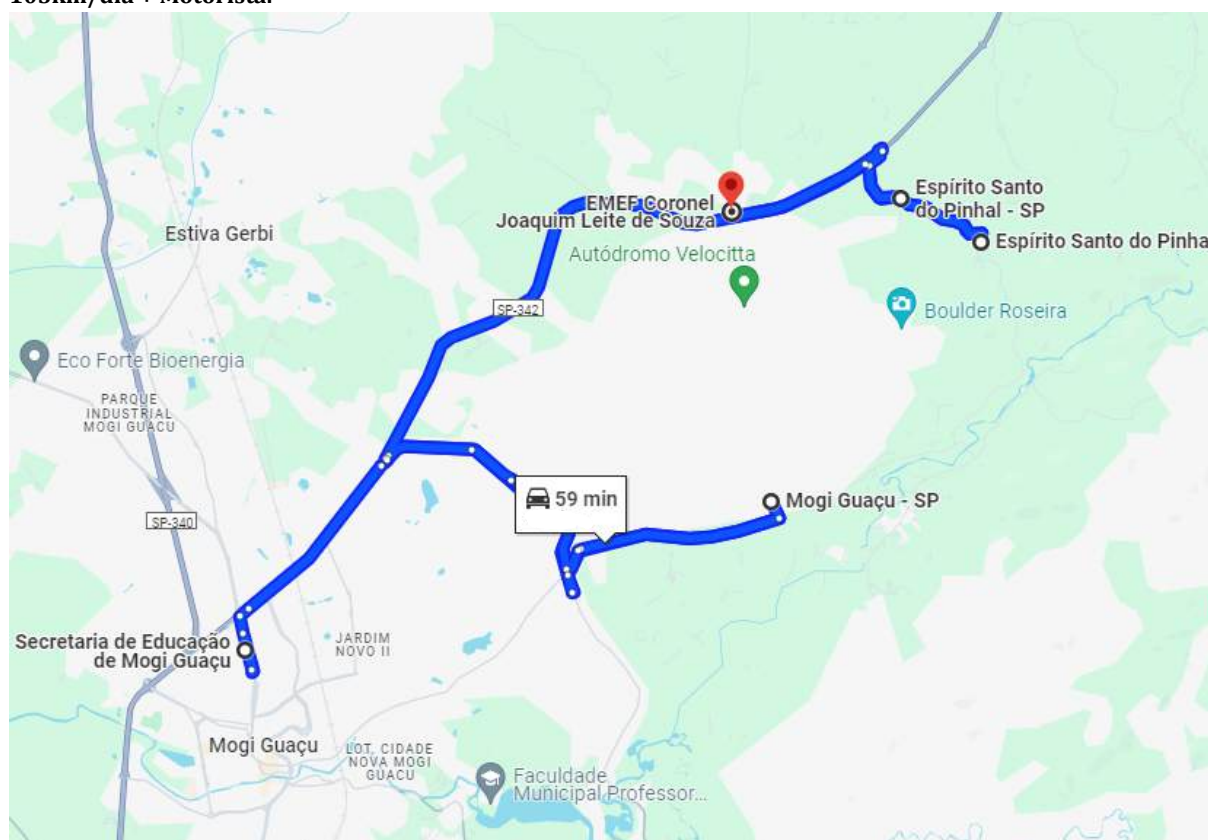 105km/dia + Motorista.
EMEF Coronel
Joaquim Leite de Souza
Espírito Santo
do Pinhal - SP
Espírito Santo do Pinha
Estiva Gerbi
Autódromo Velocitta
SP-342
Boulder Roseira
Eco Forte Bioenergia
PARQUE
INDUSTRIAL
MOGI GUAÇU
59 min
Mogi Guaçu - SP
SP-340
Secretaria de Educação
de Mogi Guaçu
JARDIM
NOVO II
Mogi Guaçu
LOT. CIDADE
NOVA MOGI
GUACU
Faculdade
Municipal Professor...